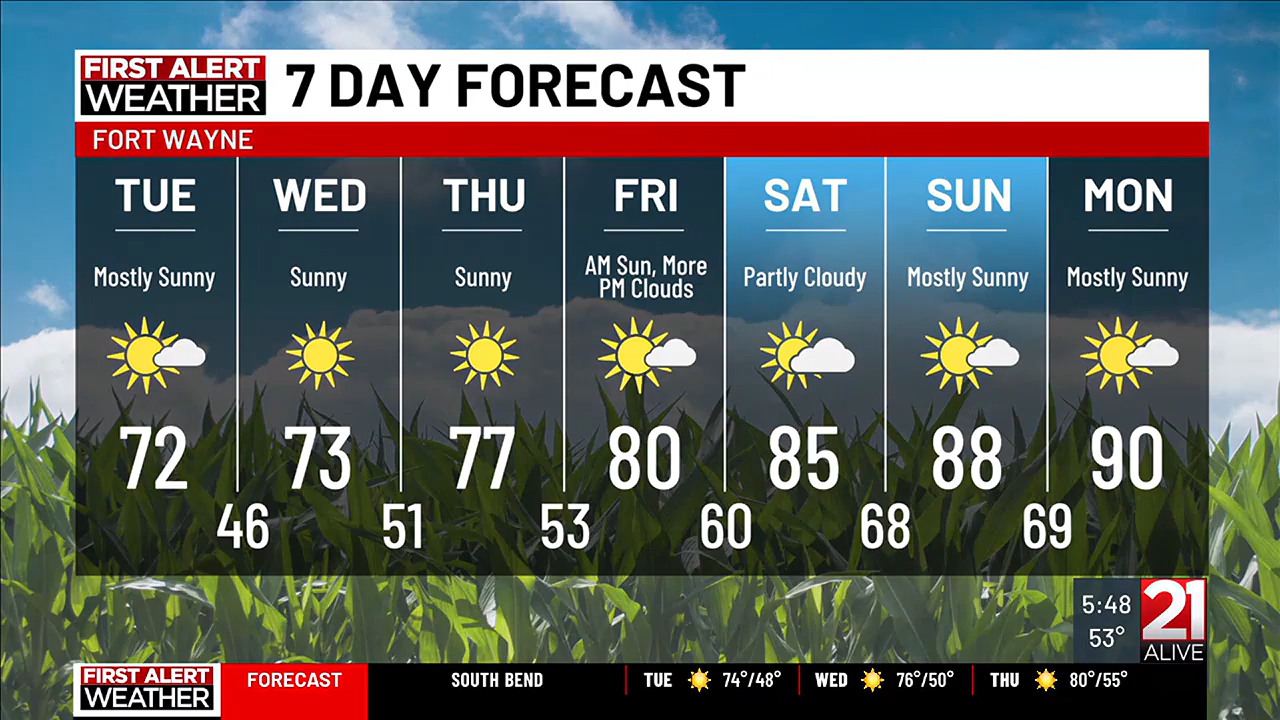 FIRST ALERT
WEATHER
7 DAY FORECAST
FORT WAYNE
TUE WED THU FRI SAT SUN MON
Mostly Sunny Sunny Sunny AM Sun, More Partly Cloudy Mostly Sunny Mostly Sunny
PM Clouds
72 73 77 80 85 88 90
46 51 53 60 68 69
5:48
53°
21
ALIVE
FIRST ALERT
WEATHER
FORECAST SOUTH BEND TUE 74°/48° WED 76°/50° THU 80°/55°